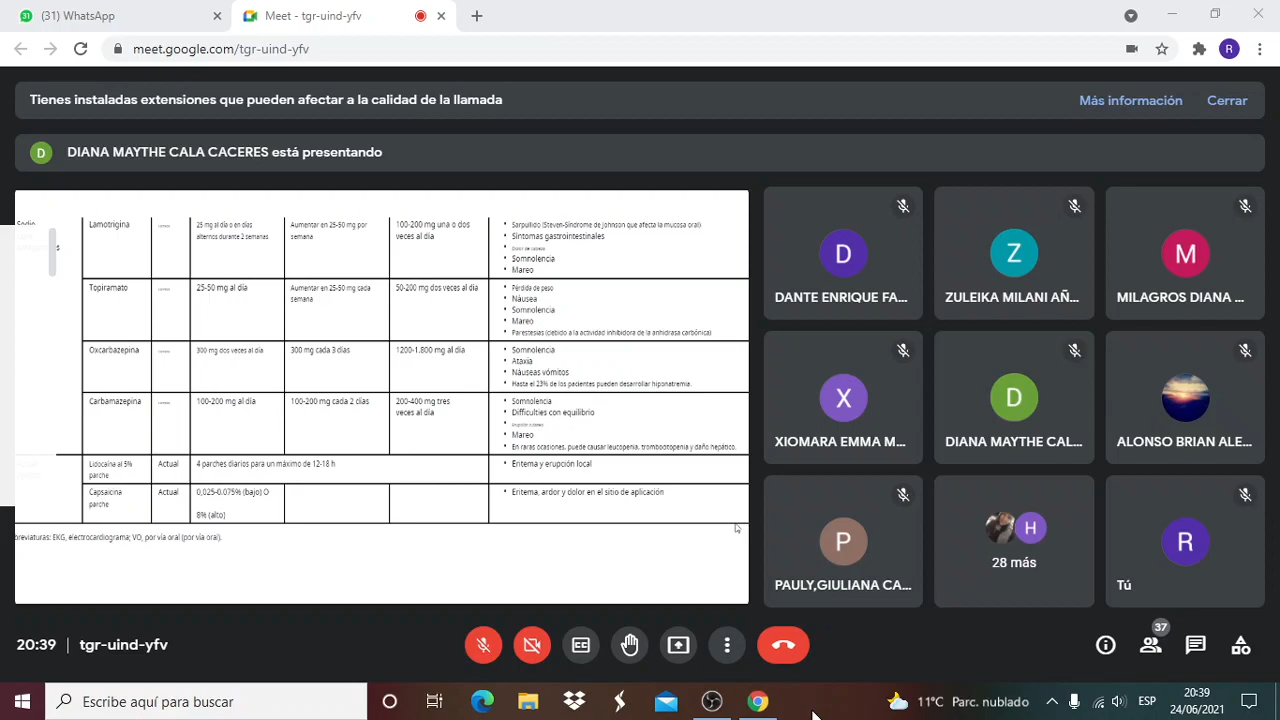 (31) WhatsApp
Meet - tgr-uind-yfv
meet.google.com/tgr-uind-yfv
R
Tienes instaladas extensiones que pueden afectar a la calidad de la llamada
Más información
Cerrar
D
DIANA MAYTHE CALA CACERES está presentando
Lamotrigina
25 mg al día o en días
alternos durante 2 semanas
Aumentar en 25-50 mg por
semana
100-200 mg una o dos
veces al día
• Sarpullido (Steven-Síndrome de Johnson que afecta la mucosa oral)
• Síntomas gastrointestinales
• Dolor de cabeza
• Somnolencia
• Mareo
Topiramato
25-50 mg al día
Aumentar en 25-50 mg cada
semana
50-200 mg dos veces al día
• Pérdida de peso
• Náusea
• Somnolencia
• Mareo
• Parestesias (debido a la actividad inhibidora de la anhidrasa carbónica)
Oxcarbazepina
300 mg dos veces al día
300 mg cada 3 días
1200-1.800 mg al día
• Somnolencia
• Ataxia
• Náuseas vómitos
• Hasta el 23% de los pacientes pueden desarrollar hiponatremia.
Carbamazepina
100-200 mg al día
100-200 mg cada 2 días
200-400 mg tres
veces al día
• Somnolencia
• Difficulties con equilibrio
• Mareo
• En raras ocasiones, puede causar leucopenia, trombocitopenia y daño hepático.
Lidocaína al 5%
parche
Actual
4 parches diarios para un máximo de 12-18 h
• Eritema y erupción local
Capsaicina
parche
Actual
0,025-0.075% (bajo) O
8% (alto)
• Eritema, ardor y dolor en el sitio de aplicación
breviaturas: EKG, electrocardiograma; VO, por vía oral (por vía oral).
D
DANTE ENRIQUE FA...
Z
ZULEIKA MILANI AÑ...
M
MILAGROS DIANA ...
X
XIOMARA EMMA M...
D
DIANA MAYTHE CAL...
ALONSO BRIAN ALE...
P
PAULY,GIULIANA CA...
H
28 más
R
Tú
20:39 | tgr-uind-yfv
37
Escribe aquí para buscar
11°C Parc. nublado
ESP
20:39
24/06/2021